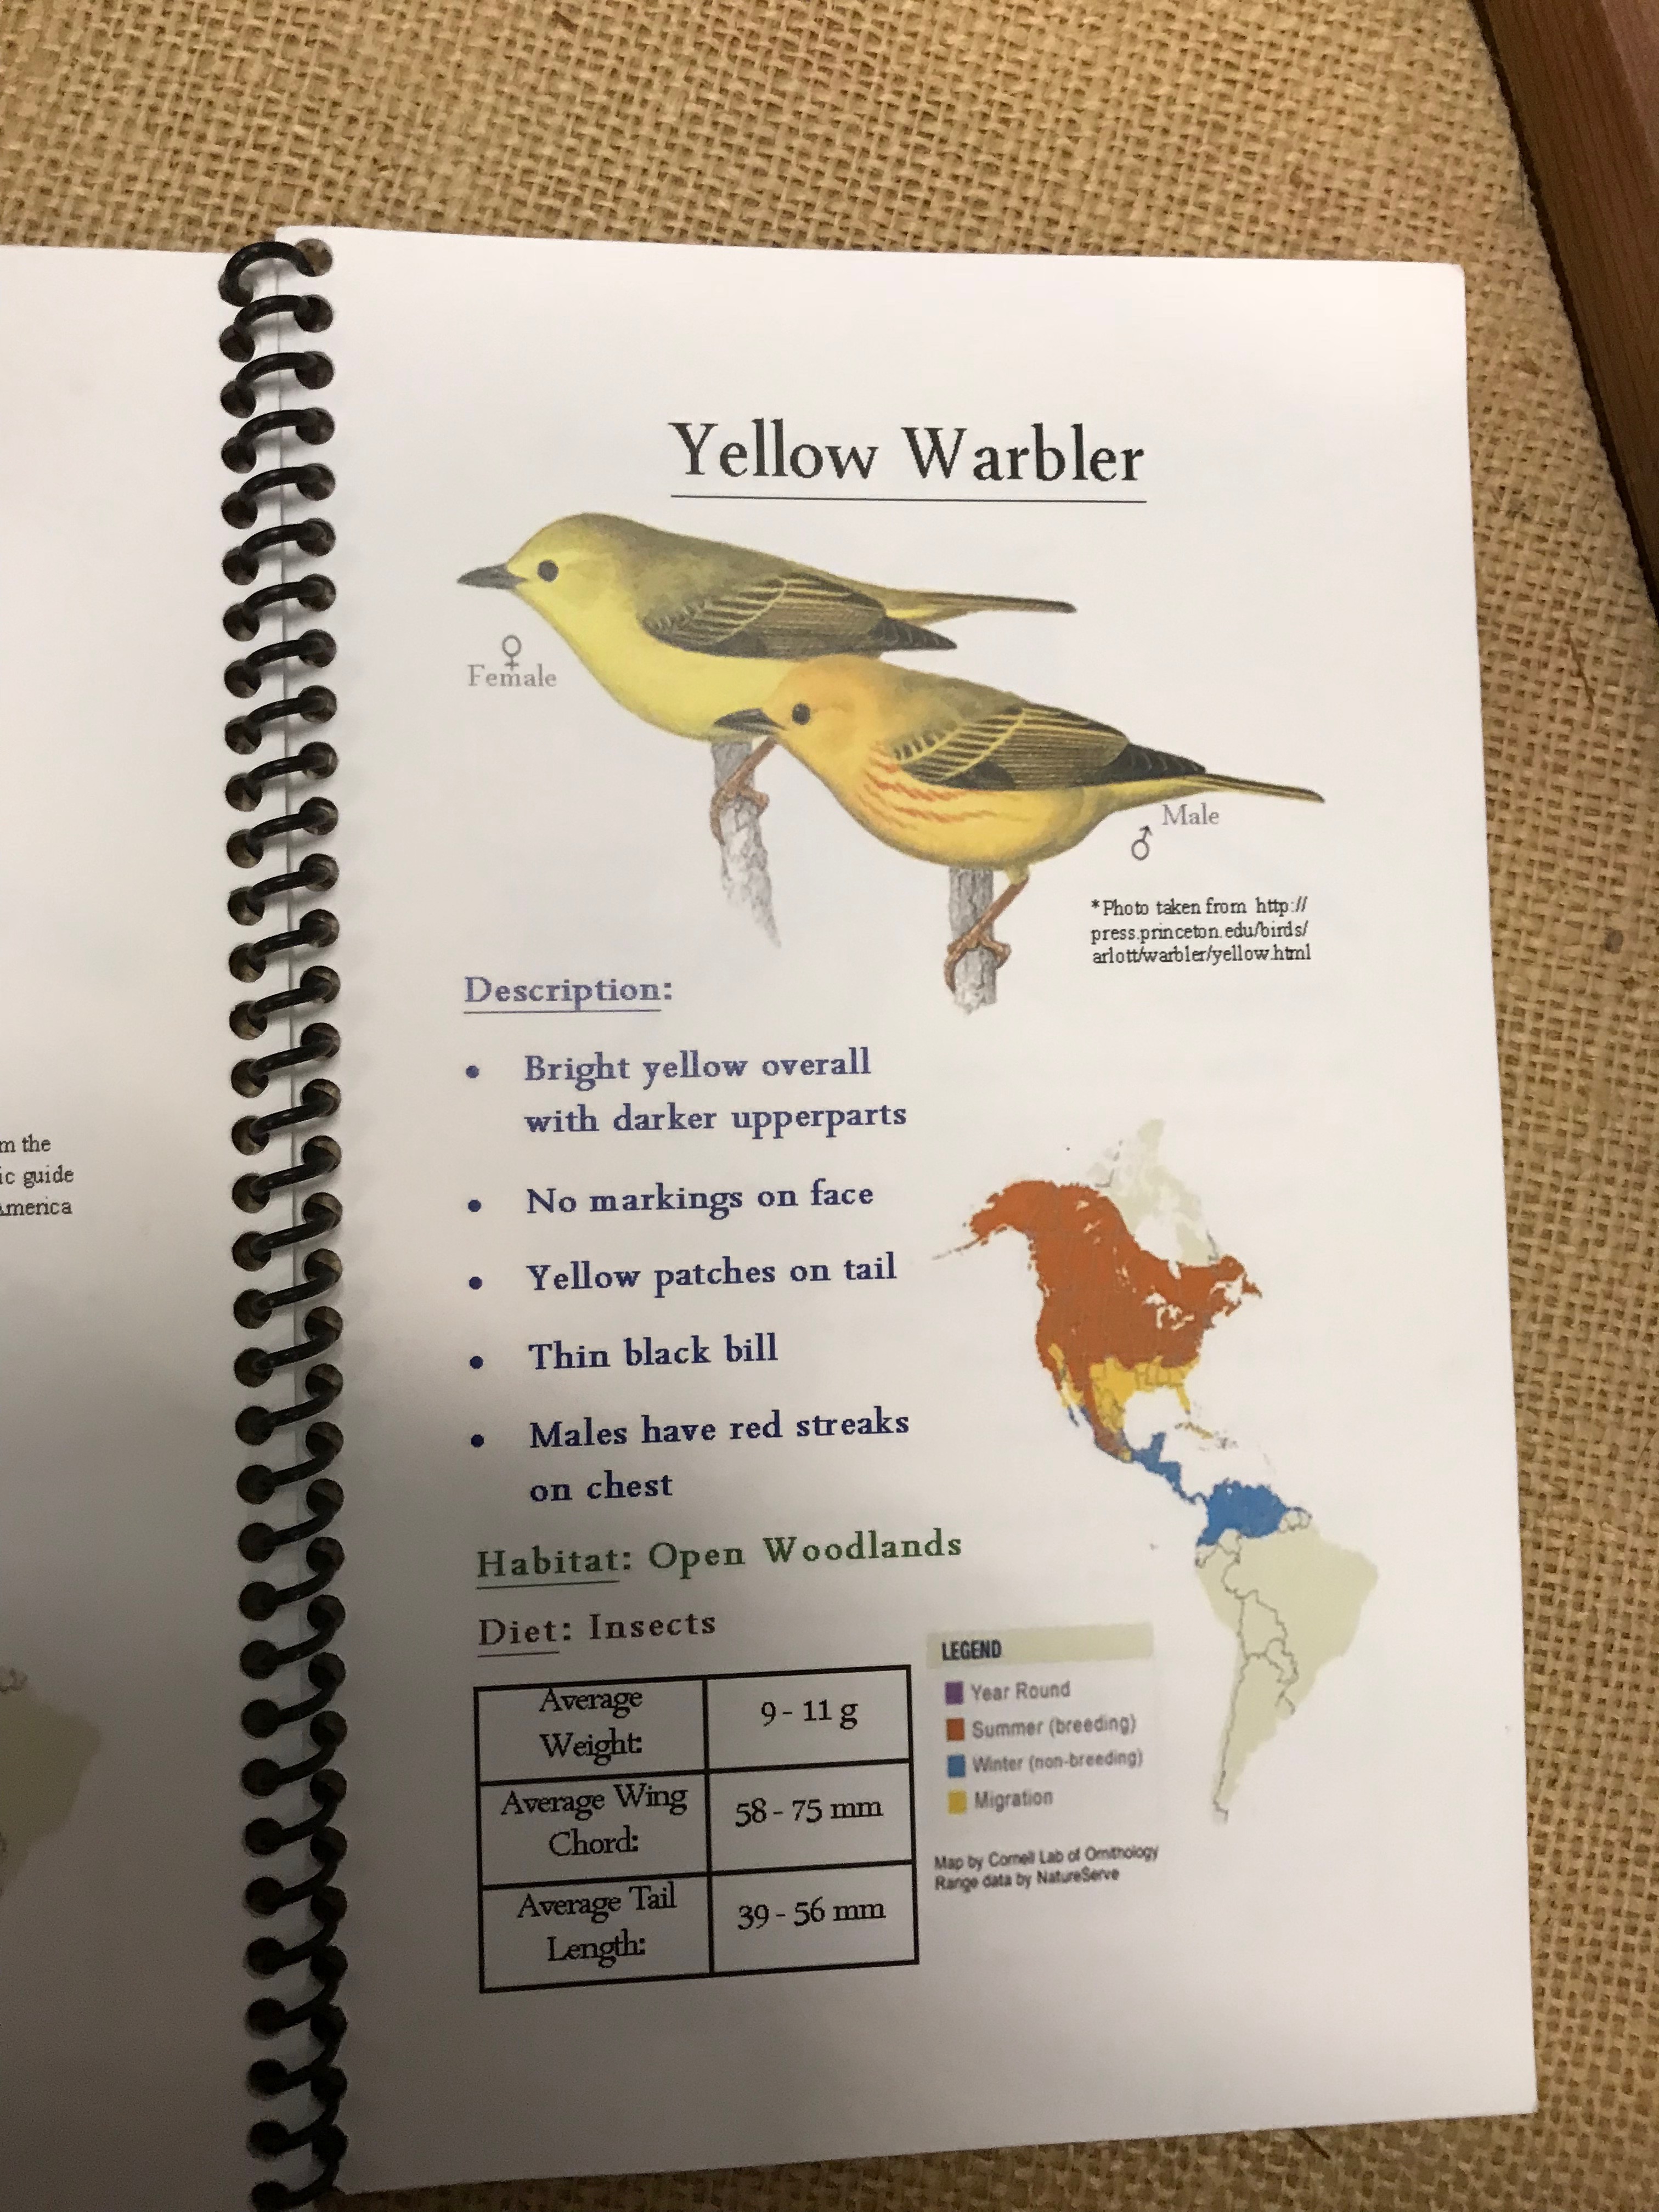 m the
ic guide
America
Yellow Warbler
♀
Female
Male
♂
*Photo taken from http://
press.princeton.edu/birds/
arlott/warbler/yellow.html
Description:
• Bright yellow overall
with darker upperparts
• No markings on face
• Yellow patches on tail
• Thin black bill
• Males have red streaks
on chest
Habitat: Open Woodlands
Diet: Insects
Average
Weight:
9 - 11 g
Average Wing
Chord:
58 - 75 mm
Average Tail
Length:
39 - 56 mm
LEGEND
Year Round
Summer (breeding)
Winter (non-breeding)
Migration
Map by Cornell Lab of Ornithology
Range data by NatureServe